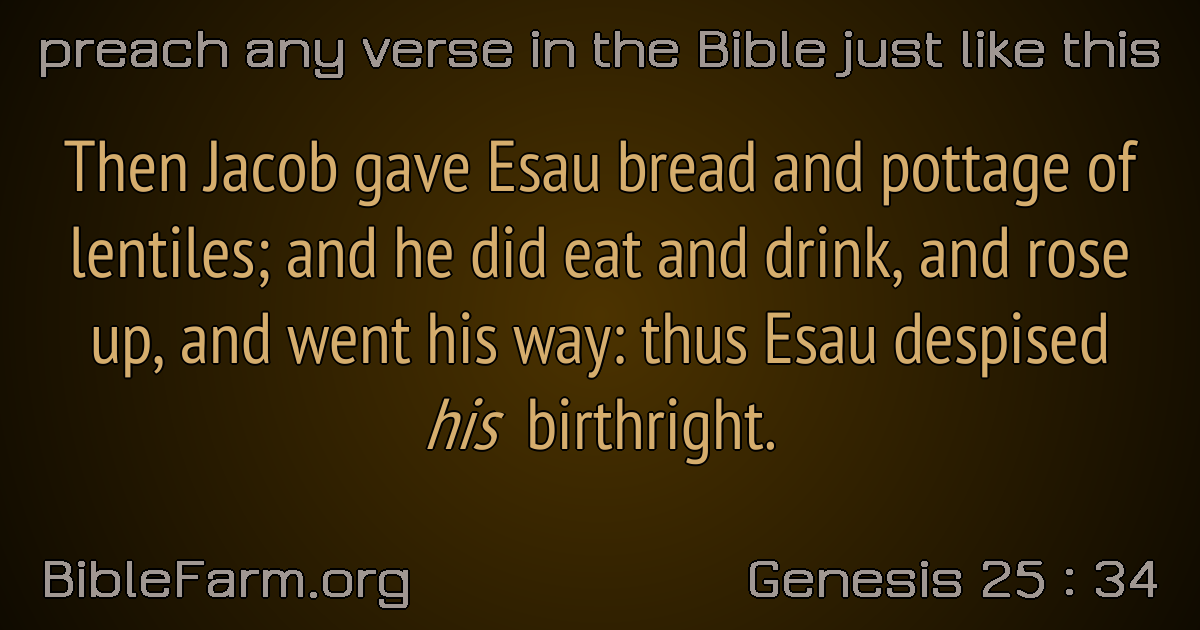 preach any verse in the Bible just like this
Then Jacob gave Esau bread and pottage of
lentiles; and he did eat and drink, and rose
up, and went his way: thus Esau despised
his birthright.
BibleFarm.org
Genesis 25 : 34